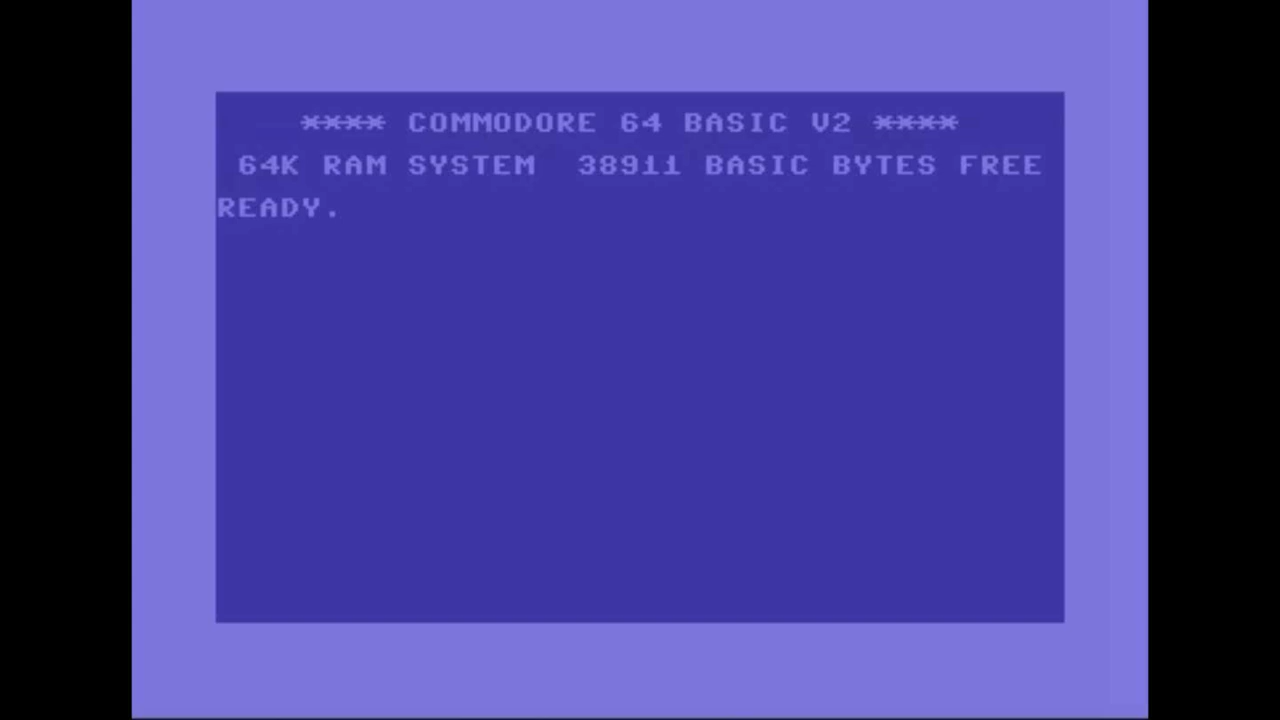 **** COMMODORE 64 BASIC V2 ****
64K RAM SYSTEM  38911 BASIC BYTES FREE
READY.